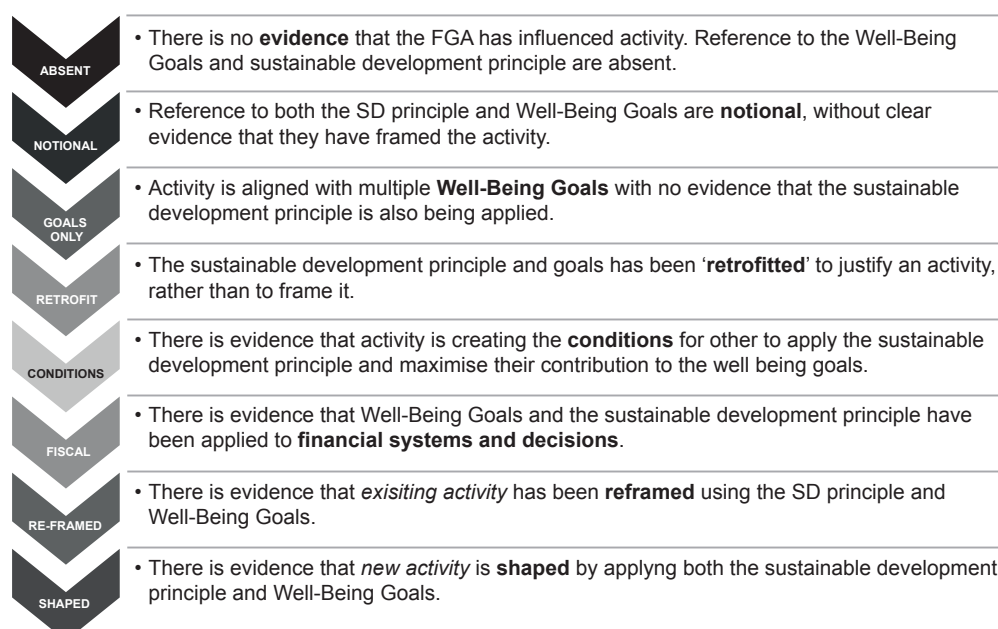 ABSENT
• There is no evidence that the FGA has influenced activity. Reference to the Well-Being
Goals and sustainable development principle are absent.
NOTIONAL
• Reference to both the SD principle and Well-Being Goals are notional, without clear
evidence that they have framed the activity.
GOALS
ONLY
• Activity is aligned with multiple Well-Being Goals with no evidence that the sustainable
development principle is also being applied.
RETROFIT
• The sustainable development principle and goals has been ‘retrofitted’ to justify an activity,
rather than to frame it.
CONDITIONS
• There is evidence that activity is creating the conditions for other to apply the sustainable
development principle and maximise their contribution to the well being goals.
FISCAL
• There is evidence that Well-Being Goals and the sustainable development principle have
been applied to financial systems and decisions.
RE-FRAMED
• There is evidence that exisiting activity has been reframed using the SD principle and
Well-Being Goals.
SHAPED
• There is evidence that new activity is shaped by applyng both the sustainable development
principle and Well-Being Goals.